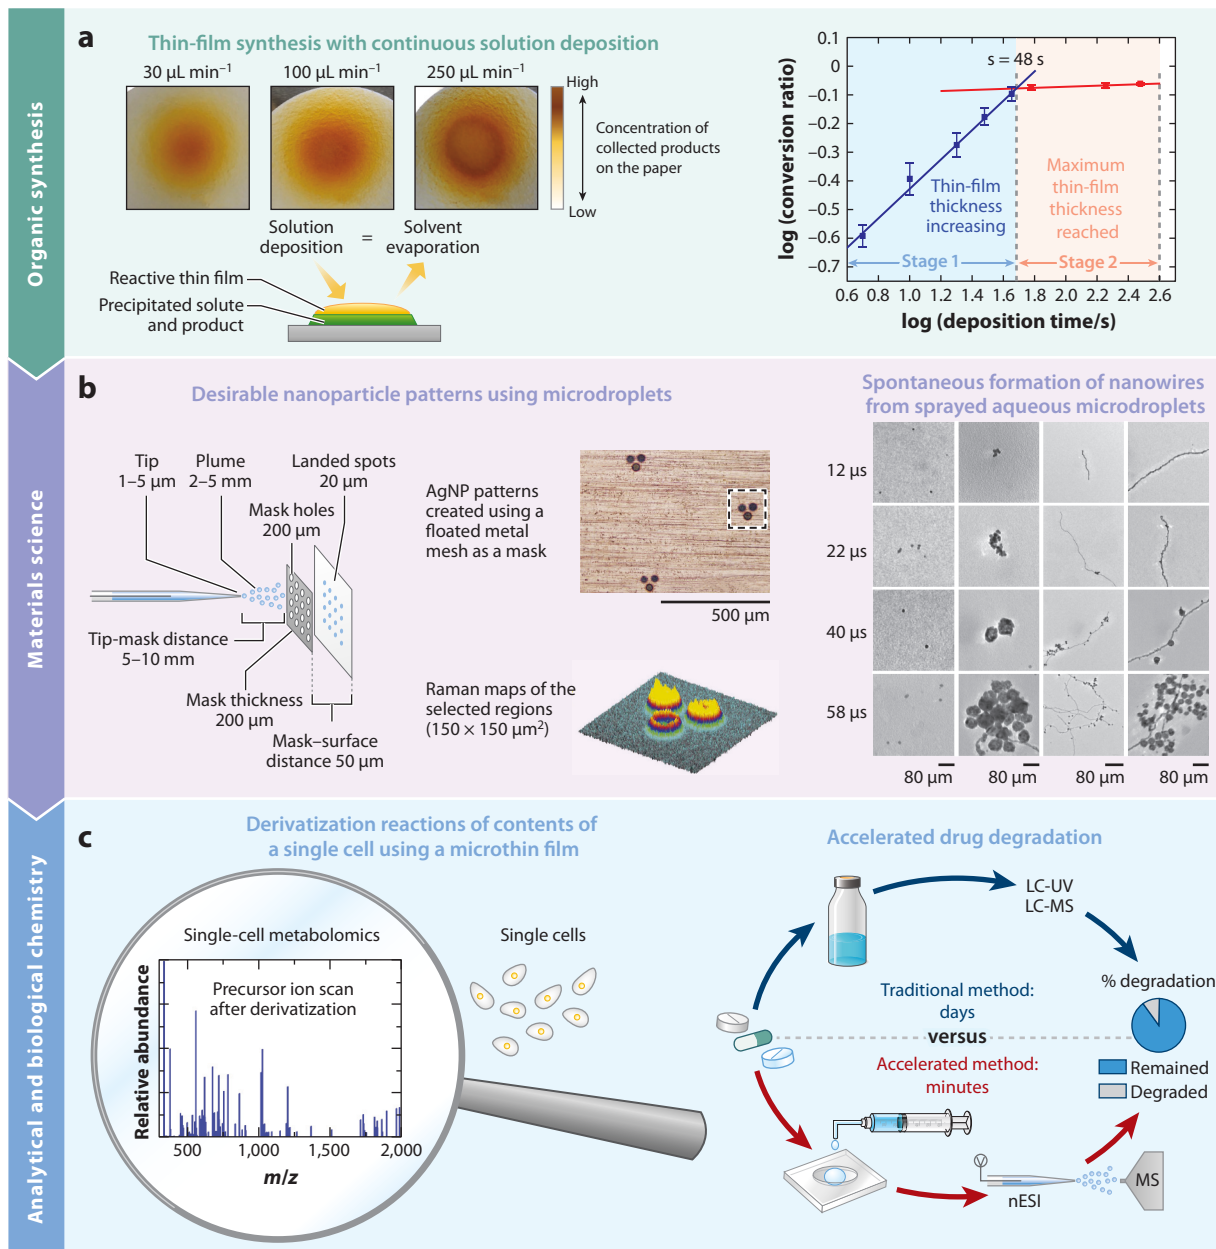 Organic synthesis
a
Thin-film synthesis with continuous solution deposition
30 µL min⁻¹
100 µL min⁻¹
250 µL min⁻¹
High
Low
Concentration of
collected products
on the paper
Solution
deposition
=
Solvent
evaporation
Reactive thin film
Precipitated solute
and product
log (conversion ratio)
0.1
0
−0.1
−0.2
−0.3
−0.4
−0.5
−0.6
−0.7
s = 48 s
Thin-film
thickness
increasing
Maximum
thin-film
thickness
reached
Stage 1
Stage 2
0.6
0.8
1.0
1.2
1.4
1.6
1.8
2.0
2.2
2.4
2.6
log (deposition time/s)
Materials science
b
Desirable nanoparticle patterns using microdroplets
Tip
1–5 µm
Plume
2–5 mm
Landed spots
20 µm
Mask holes
200 µm
Tip-mask distance
5–10 mm
Mask thickness
200 µm
Mask–surface
distance 50 µm
AgNP patterns
created using a
floated metal
mesh as a mask
500 µm
Raman maps of the
selected regions
(150 × 150 µm²)
Spontaneous formation of nanowires
from sprayed aqueous microdroplets
12 µs
22 µs
40 µs
58 µs
80 µm
80 µm
80 µm
80 µm
Analytical and biological chemistry
c
Derivatization reactions of contents of
a single cell using a microthin film
Single-cell metabolomics
Precursor ion scan
after derivatization
Relative abundance
500
1,000
1,500
2,000
m/z
Single cells
Accelerated drug degradation
LC-UV
LC-MS
% degradation
Traditional method:
days
versus
Accelerated method:
minutes
Remained
Degraded
V
nESI
MS